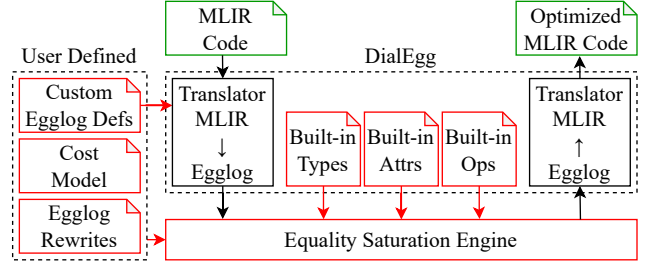 MLIR
Code
Optimized
MLIR Code
User Defined
DialEgg
Custom
Egglog Defs
Cost
Model
Egglog
Rewrites
Translator
MLIR
↓
Egglog
Built-in
Types
Built-in
Attrs
Built-in
Ops
Translator
MLIR
↑
Egglog
Equality Saturation Engine